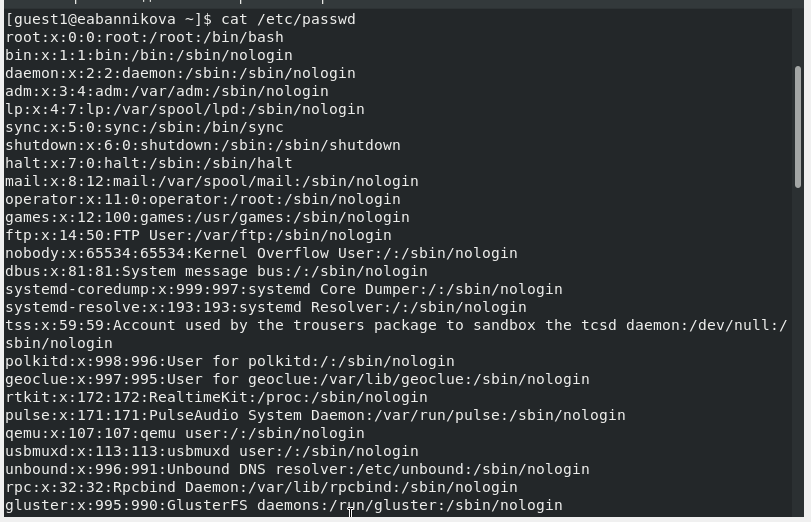 [guest1@eabannikova ~]$ cat /etc/passwd
root:x:0:0:root:/root:/bin/bash
bin:x:1:1:bin:/bin:/sbin/nologin
daemon:x:2:2:daemon:/sbin:/sbin/nologin
adm:x:3:4:adm:/var/adm:/sbin/nologin
lp:x:4:7:lp:/var/spool/lpd:/sbin/nologin
sync:x:5:0:sync:/sbin:/bin/sync
shutdown:x:6:0:shutdown:/sbin:/sbin/shutdown
halt:x:7:0:halt:/sbin:/sbin/halt
mail:x:8:12:mail:/var/spool/mail:/sbin/nologin
operator:x:11:0:operator:/root:/sbin/nologin
games:x:12:100:games:/usr/games:/sbin/nologin
ftp:x:14:50:FTP User:/var/ftp:/sbin/nologin
nobody:x:65534:65534:Kernel Overflow User:/:/sbin/nologin
dbus:x:81:81:System message bus:/:/sbin/nologin
systemd-coredump:x:999:997:systemd Core Dumper:/:/sbin/nologin
systemd-resolve:x:193:193:systemd Resolver:/:/sbin/nologin
tss:x:59:59:Account used by the trousers package to sandbox the tcsd daemon:/dev/null:/
sbin/nologin
polkitd:x:998:996:User for polkitd:/:/sbin/nologin
geoclue:x:997:995:User for geoclue:/var/lib/geoclue:/sbin/nologin
rtkit:x:172:172:RealtimeKit:/proc:/sbin/nologin
pulse:x:171:171:PulseAudio System Daemon:/var/run/pulse:/sbin/nologin
qemu:x:107:107:qemu user:/:/sbin/nologin
usbmuxd:x:113:113:usbmuxd user:/:/sbin/nologin
unbound:x:996:991:Unbound DNS resolver:/etc/unbound:/sbin/nologin
rpc:x:32:32:Rpcbind Daemon:/var/lib/rpcbind:/sbin/nologin
gluster:x:995:990:GlusterFS daemons:/run/gluster:/sbin/nologin